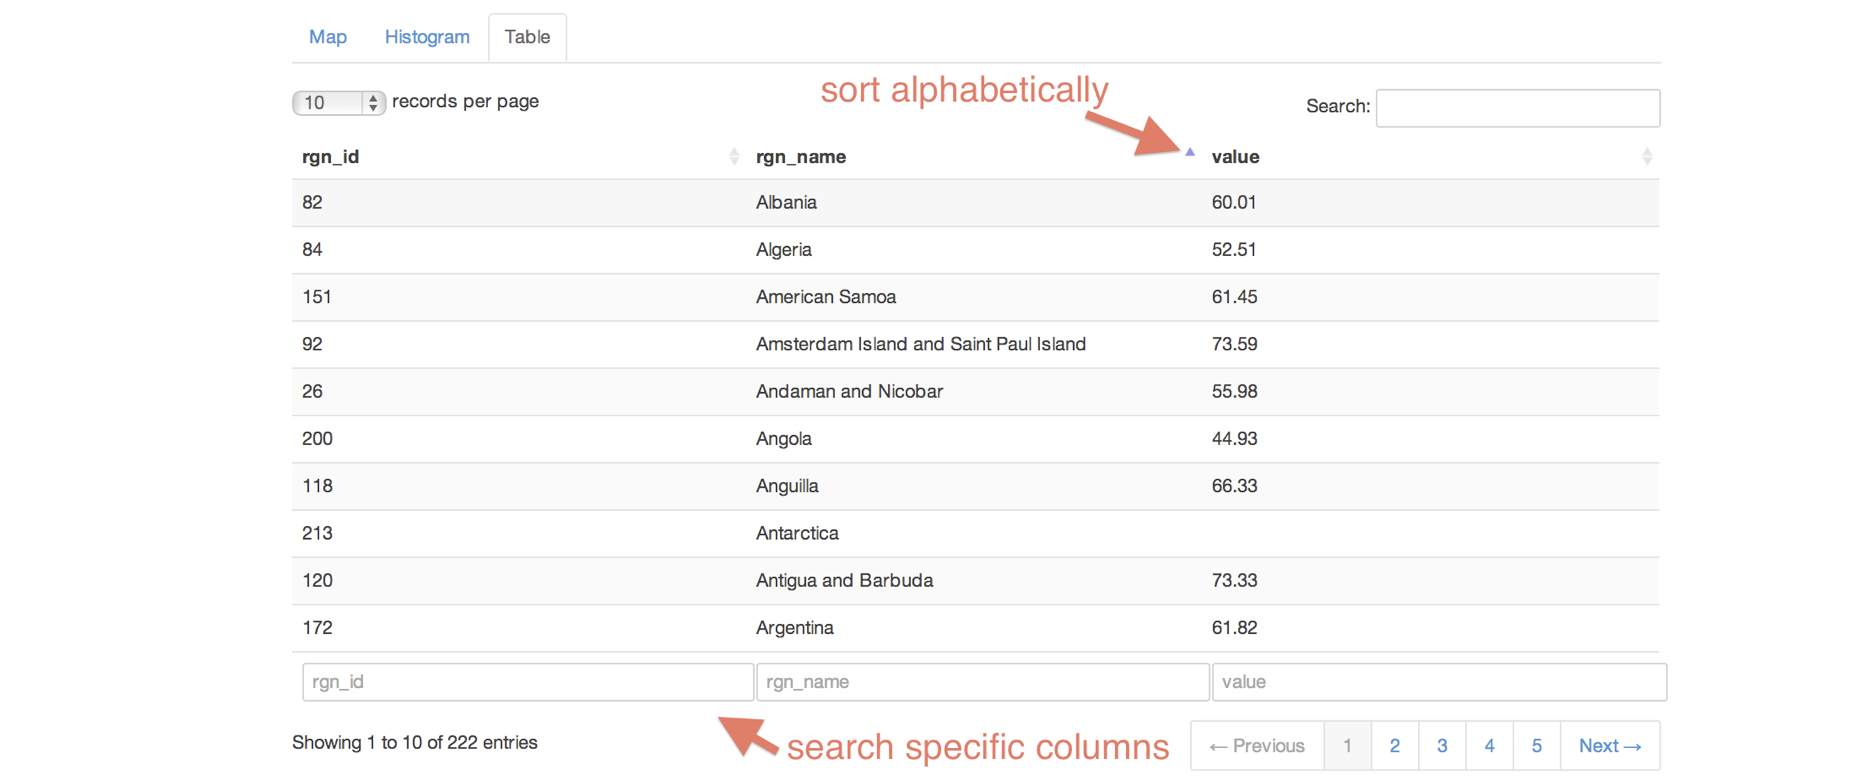 Map Histogram Table
sort alphabetically
10 records per page Search:
rgn_id rgn_name value
82 Albania 60.01
84 Algeria 52.51
151 American Samoa 61.45
92 Amsterdam Island and Saint Paul Island 73.59
26 Andaman and Nicobar 55.98
200 Angola 44.93
118 Anguilla 66.33
213 Antarctica
120 Antigua and Barbuda 73.33
172 Argentina 61.82
rgn_id rgn_name value
Showing 1 to 10 of 222 entries search specific columns ← Previous 1 2 3 4 5 Next →